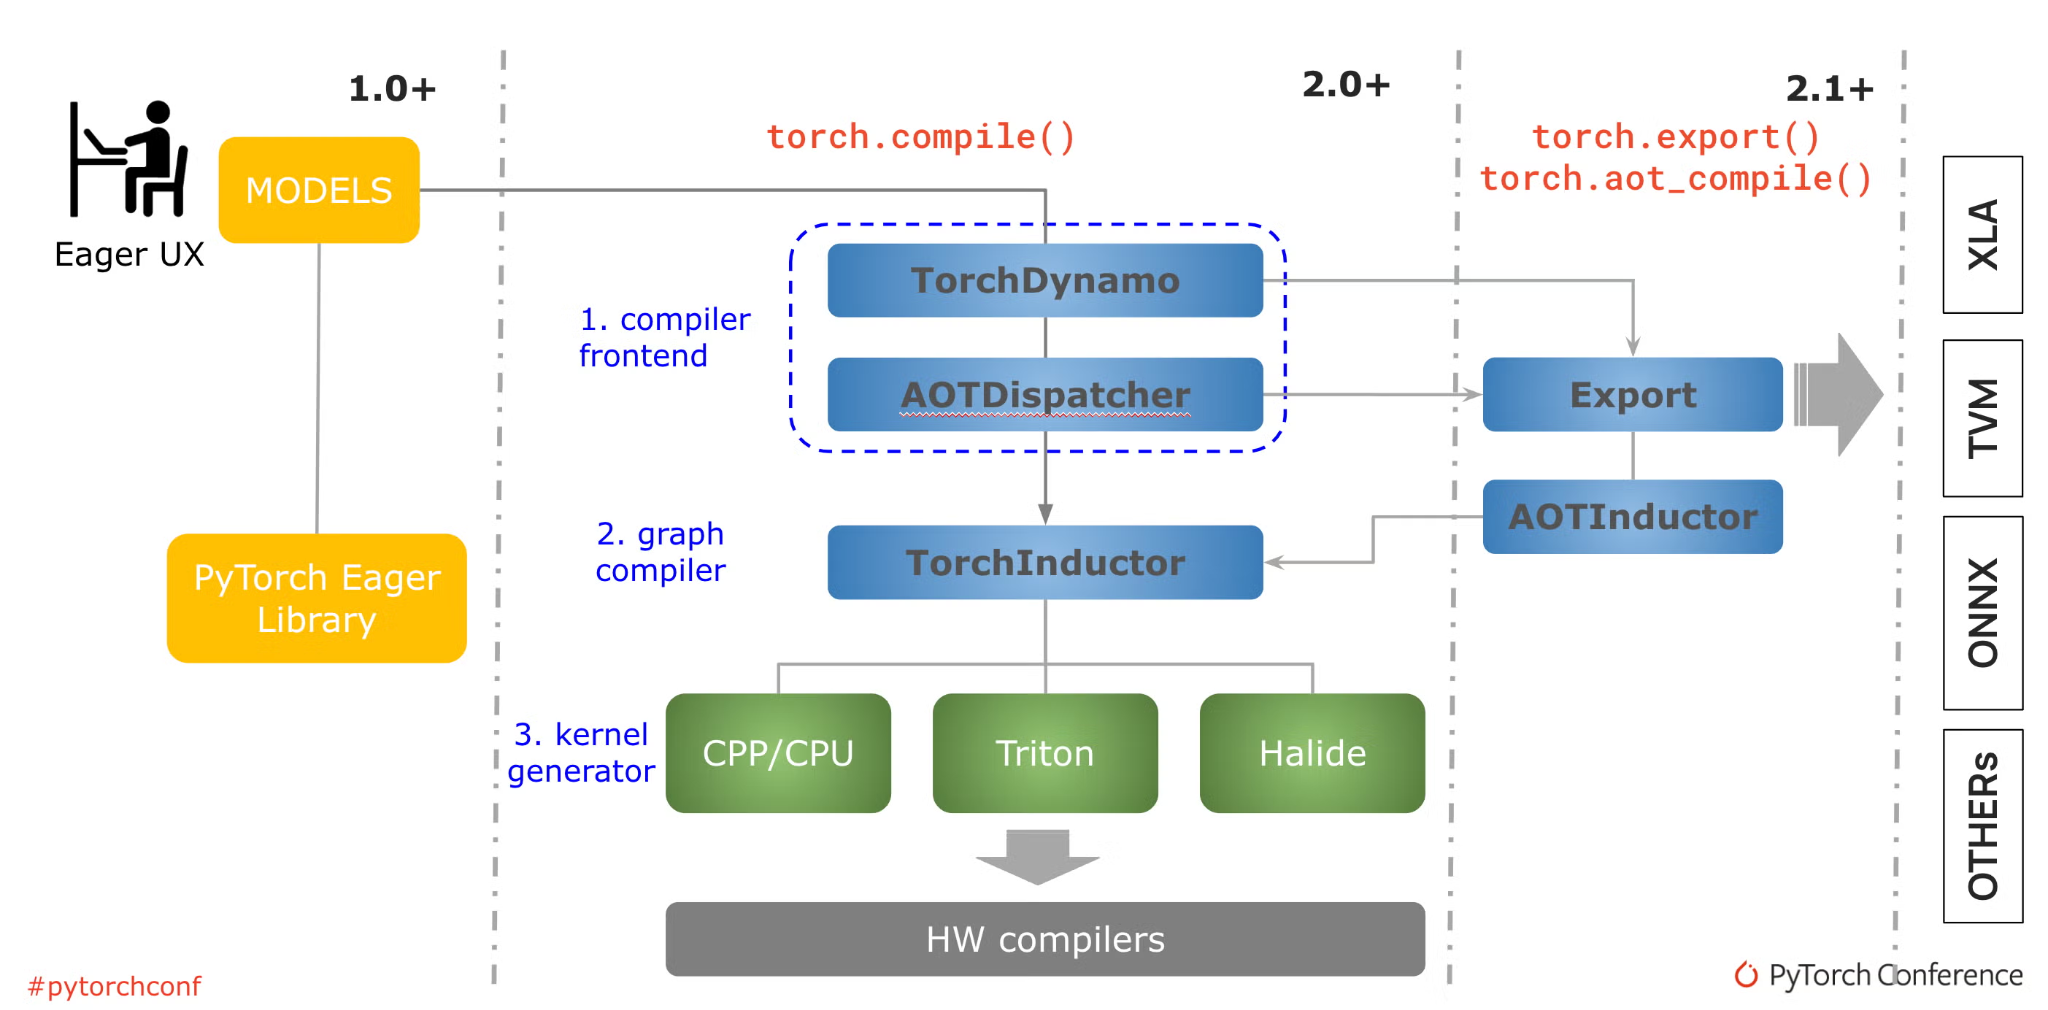 1.0+
2.0+
2.1+
torch.compile()
torch.export()
torch.aot_compile()
MODELS
Eager UX
PyTorch Eager
Library
1. compiler
frontend
TorchDynamo
AOTDispatcher
Export
AOTInductor
2. graph
compiler
TorchInductor
3. kernel
generator
CPP/CPU
Triton
Halide
HW compilers
XLA
TVM
ONNX
OTHERs
#pytorchconf
PyTorch Conference